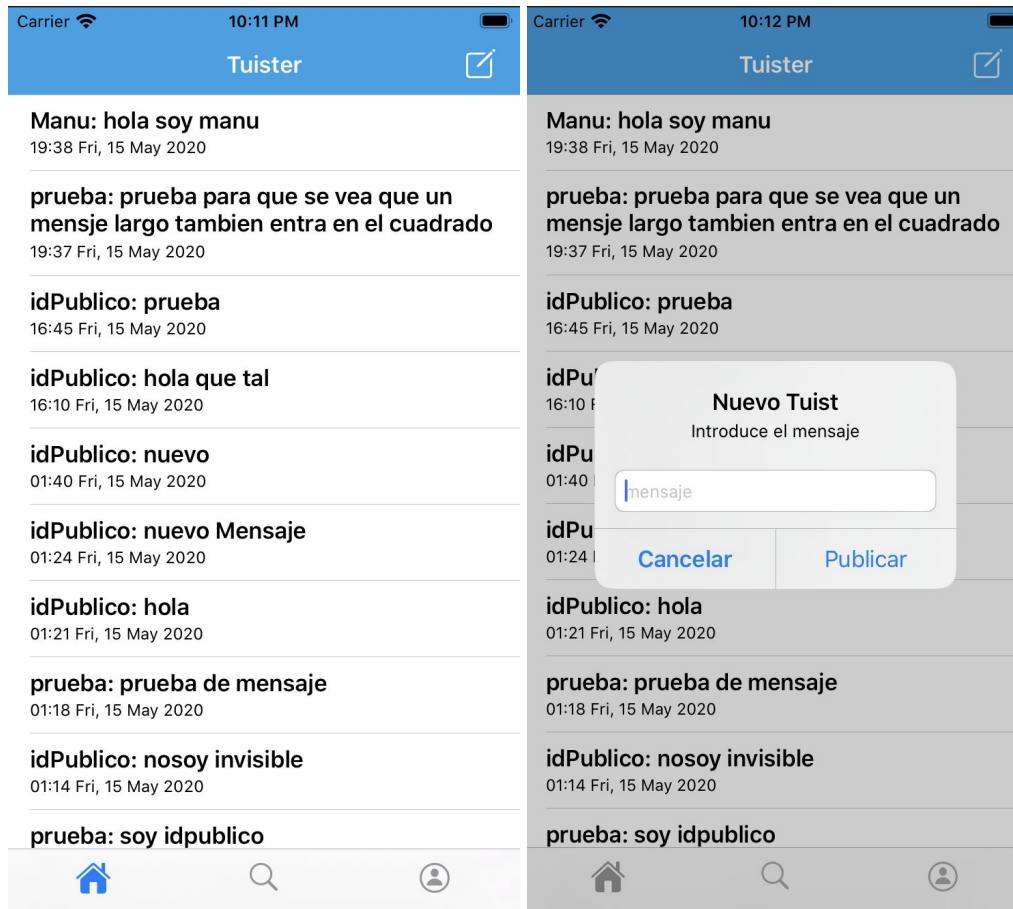 Carrier 10:11 PM
Tuister
Manu: hola soy manu
19:38 Fri, 15 May 2020
prueba: prueba para que se vea que un
mensje largo tambien entra en el cuadrado
19:37 Fri, 15 May 2020
idPublico: prueba
16:45 Fri, 15 May 2020
idPublico: hola que tal
16:10 Fri, 15 May 2020
idPublico: nuevo
01:40 Fri, 15 May 2020
idPublico: nuevo Mensaje
01:24 Fri, 15 May 2020
idPublico: hola
01:21 Fri, 15 May 2020
prueba: prueba de mensaje
01:18 Fri, 15 May 2020
idPublico: nosoy invisible
01:14 Fri, 15 May 2020
prueba: soy idpublico
Carrier 10:12 PM
Tuister
Manu: hola soy manu
19:38 Fri, 15 May 2020
prueba: prueba para que se vea que un
mensje largo tambien entra en el cuadrado
19:37 Fri, 15 May 2020
idPublico: prueba
16:45 Fri, 15 May 2020
idPu
16:10 F
idPu
01:40
idPu
01:24
Nuevo Tuist
Introduce el mensaje
mensaje
Cancelar Publicar
idPublico: hola
01:21 Fri, 15 May 2020
prueba: prueba de mensaje
01:18 Fri, 15 May 2020
idPublico: nosoy invisible
01:14 Fri, 15 May 2020
prueba: soy idpublico